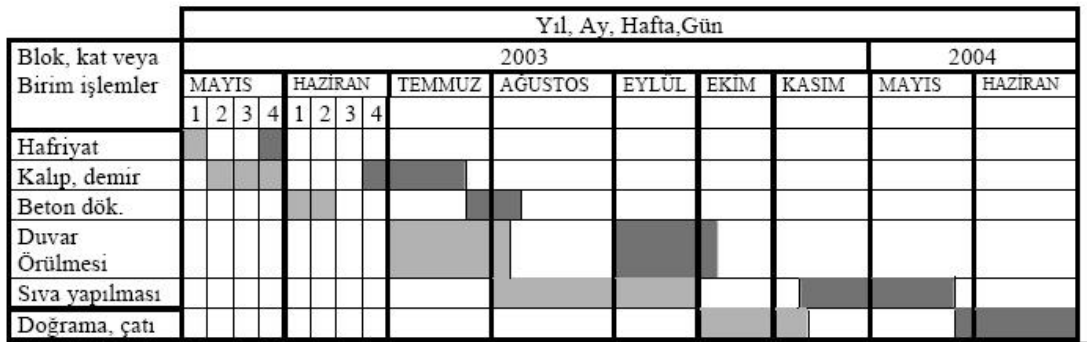 Yıl, Ay, Hafta,Gün
Blok, kat veya
Birim işlemler
2003
2004
MAYIS
HAZİRAN
TEMMUZ
AĞUSTOS
EYLÜL
EKİM
KASIM
MAYIS
HAZİRAN
1 2 3 4 1 2 3 4
Hafriyat
Kalıp, demir
Beton dök.
Duvar
Örülmesi
Sıva yapılması
Doğrama, çatı